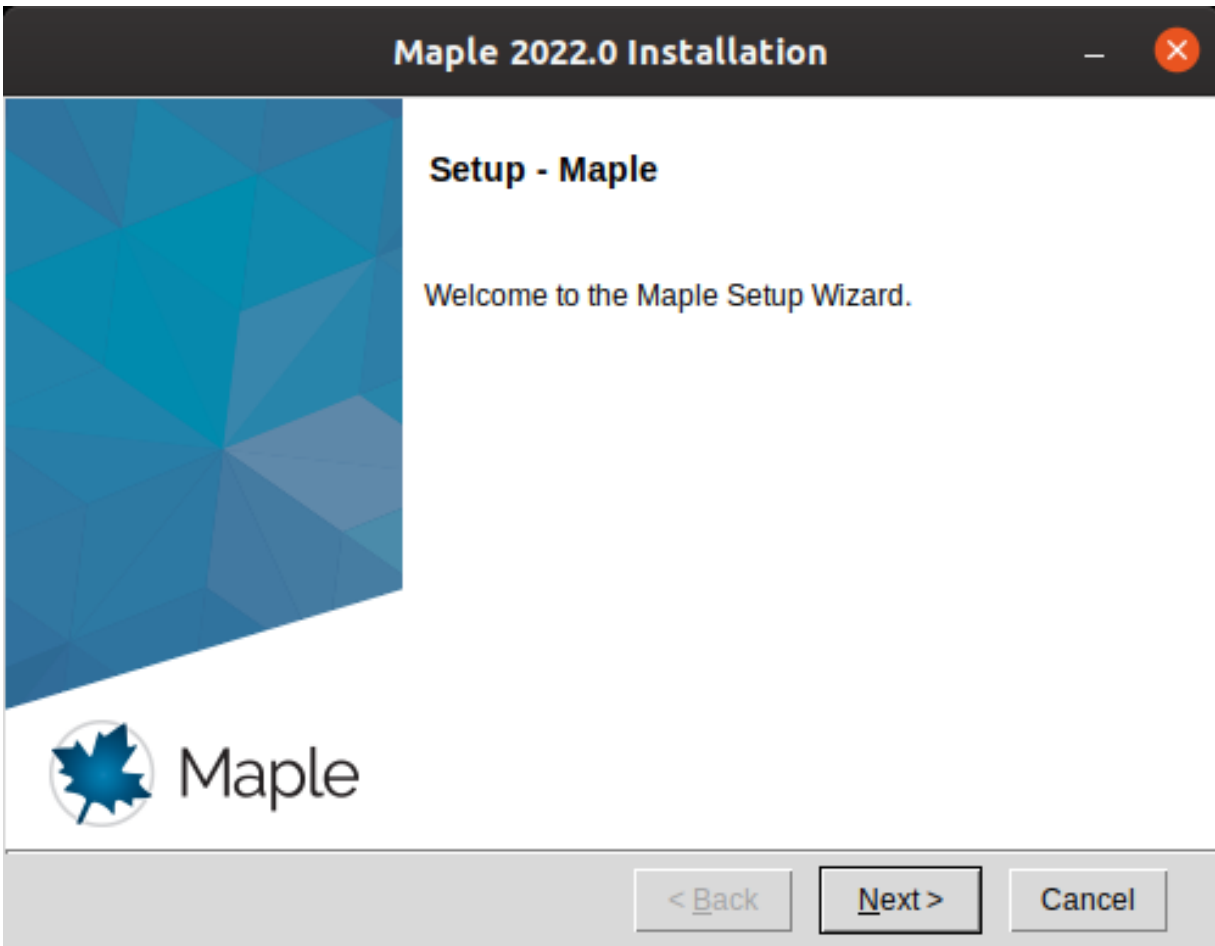 Maple 2022.0 Installation
Setup - Maple
Welcome to the Maple Setup Wizard.
Maple
< Back
Next >
Cancel